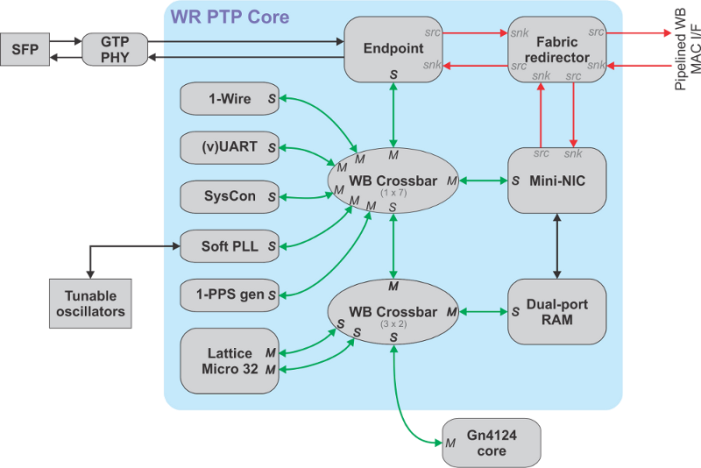 WR PTP Core
SFP
GTP
PHY
Endpoint
S
src
snk
snk
src
Fabric
redirector
snk
src
src
snk
Pipelined WB
MAC I/F
src
snk
1-Wire S
(v)UART S
SysCon S
Soft PLL S
1-PPS gen S
M
M
M
M
M
M
M
S
WB Crossbar
(1 x 7)
M
S Mini-NIC
Tunable
oscillators
M
WB Crossbar
(3 x 2)
M
S
S
S
S Dual-port
RAM
Lattice
Micro 32
M
M
M Gn4124
core